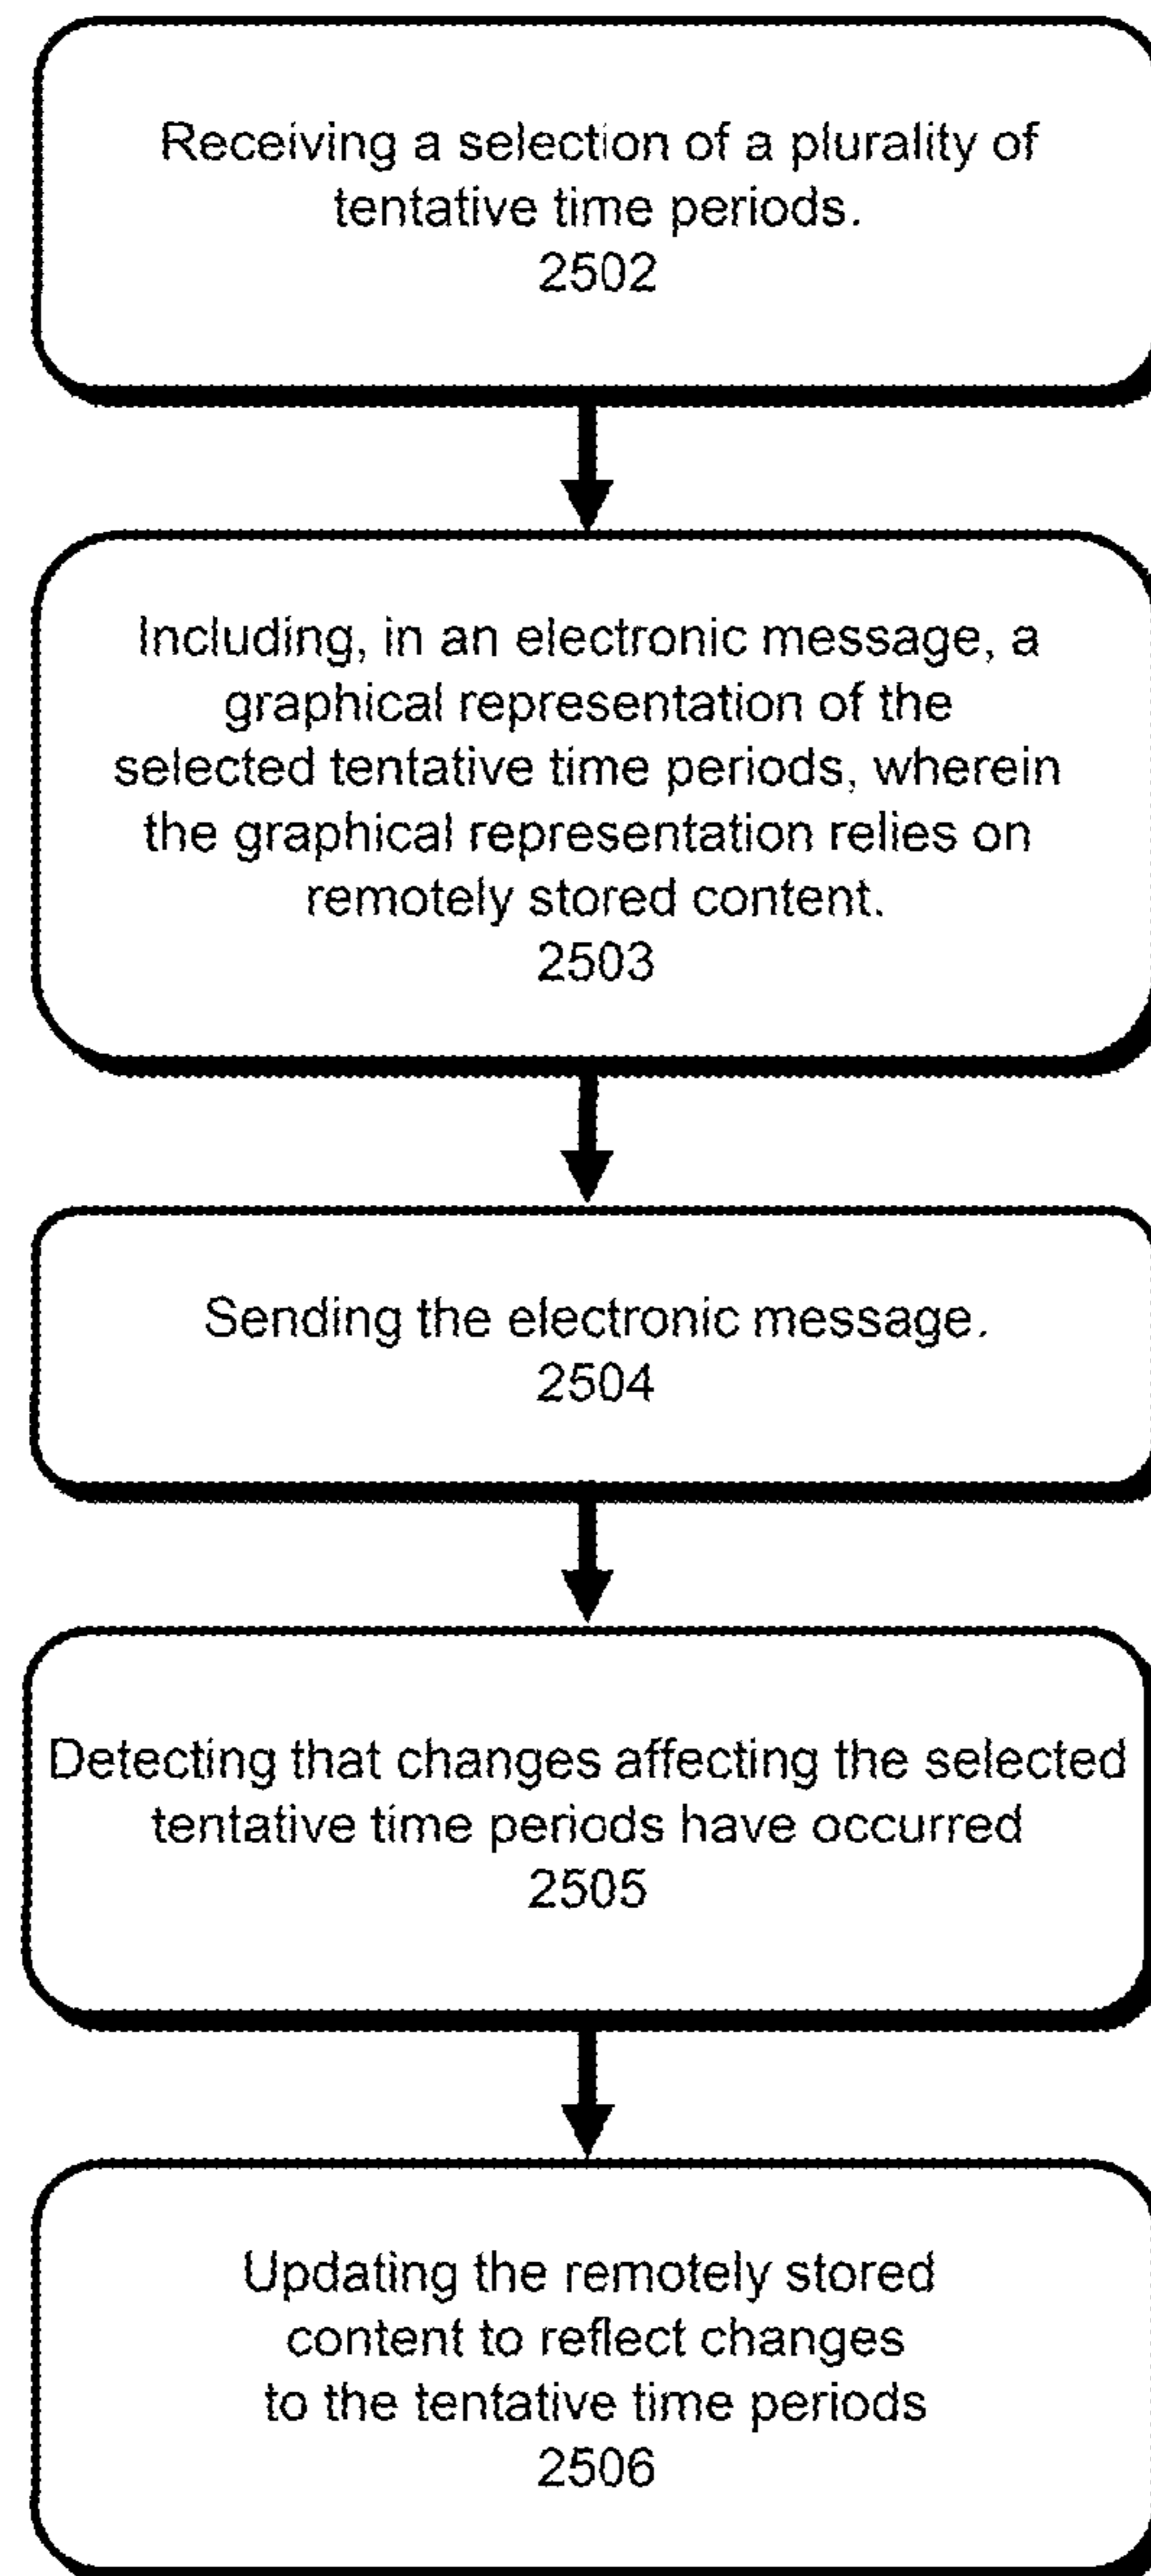 Receiving a selection of a plurality of
tentative time periods.
2502
Including, in an electronic message, a
graphical representation of the
selected tentative time periods, wherein
the graphical representation relies on
remotely stored content.
2503
Sending the electronic message.
2504
Detecting that changes affecting the selected
tentative time periods have occurred
2505
Updating the remotely stored
content to reflect changes
to the tentative time periods
2506